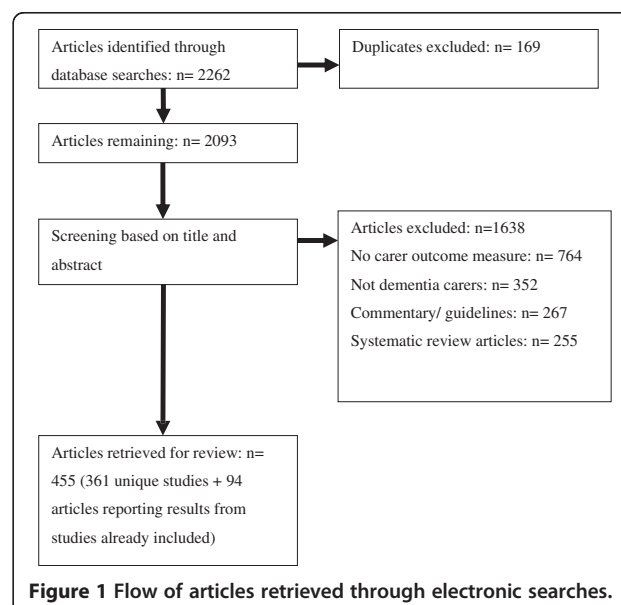 Articles identified through
database searches: n= 2262
Duplicates excluded: n= 169
Articles remaining: n= 2093
Screening based on title and
abstract
Articles excluded: n=1638
No carer outcome measure: n= 764
Not dementia carers: n= 352
Commentary/ guidelines: n= 267
Systematic review articles: n= 255
Articles retrieved for review: n=
455 (361 unique studies + 94
articles reporting results from
studies already included)
Figure 1 Flow of articles retrieved through electronic searches.